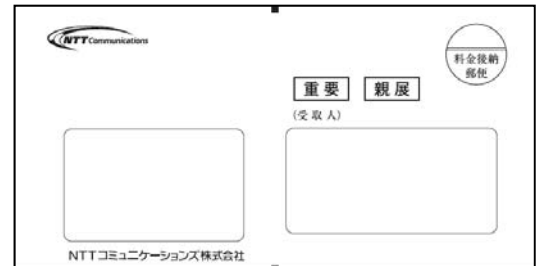 NTT Communications
料金後納
郵便
重要 親展
(受取人)
NTTコミュニケーションズ株式会社